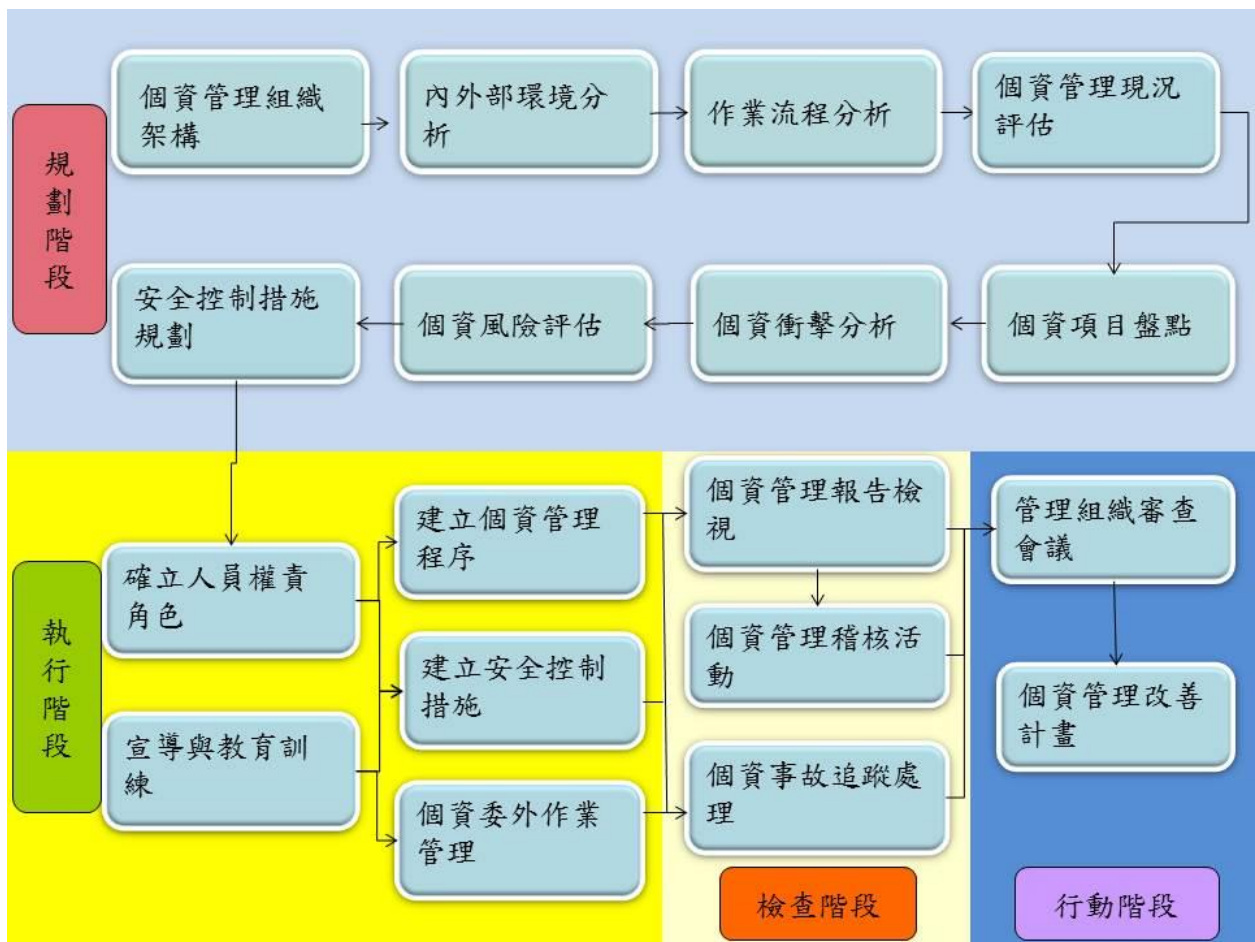 規
劃
階
段
個資管理組織
架構
內外部環境分
析
作業流程分析
個資管理現況
評估
安全控制措施
規劃
個資風險評估
個資衝擊分析
個資項目盤點
執
行
階
段
確立人員權責
角色
宣導與教育訓
練
建立個資管理
程序
建立安全控制
措施
個資委外作業
管理
個資管理報告檢
視
個資管理稽核活
動
個資事故追蹤處
理
檢查階段
管理組織審查
會議
個資管理改善
計畫
行動階段